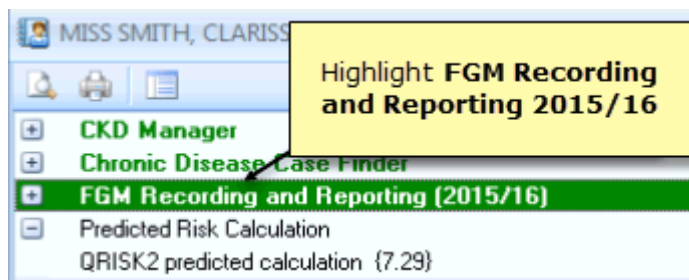 MISS SMITH, CLARISS
Highlight FGM Recording
and Reporting 2015/16
CKD Manager
Chronic Disease Case Finder
FGM Recording and Reporting (2015/16)
Predicted Risk Calculation
QRISK2 predicted calculation {7.29}